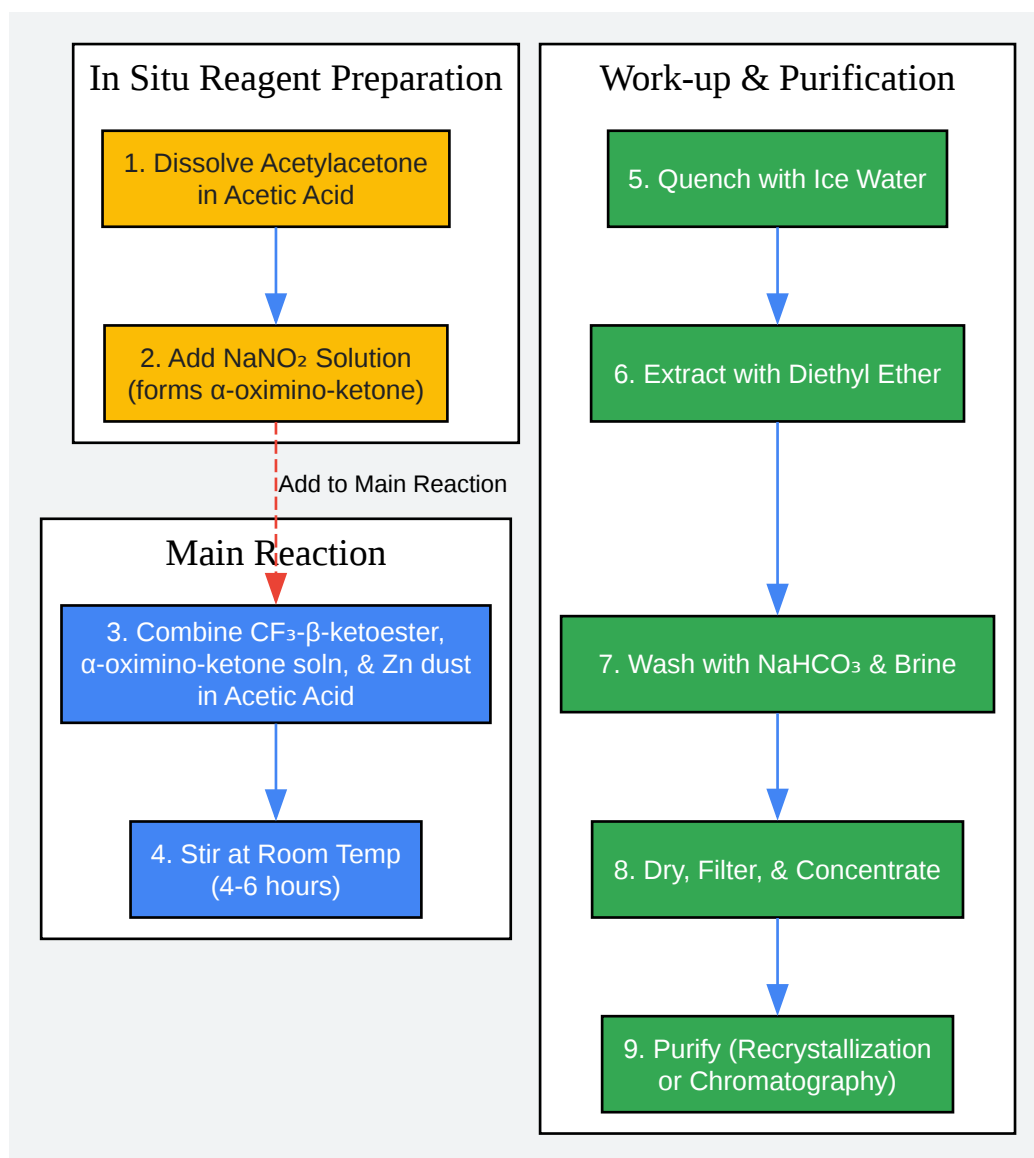 In Situ Reagent Preparation
1. Dissolve Acetylacetone
in Acetic Acid
2. Add NaNO₂ Solution
(forms α-oximino-ketone)
Add to Main Reaction
Main Reaction
3. Combine CF₃-β-ketoester,
α-oximino-ketone soln, & Zn dust
in Acetic Acid
4. Stir at Room Temp
(4-6 hours)
Work-up & Purification
5. Quench with Ice Water
6. Extract with Diethyl Ether
7. Wash with NaHCO₃ & Brine
8. Dry, Filter, & Concentrate
9. Purify (Recrystallization
or Chromatography)